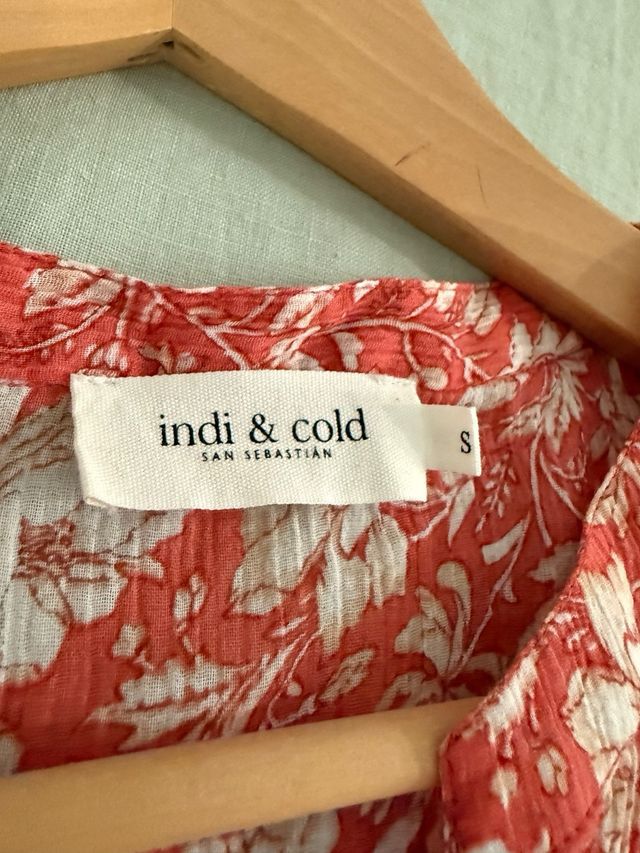 indi & cold
SAN SEBASTIÁN
S